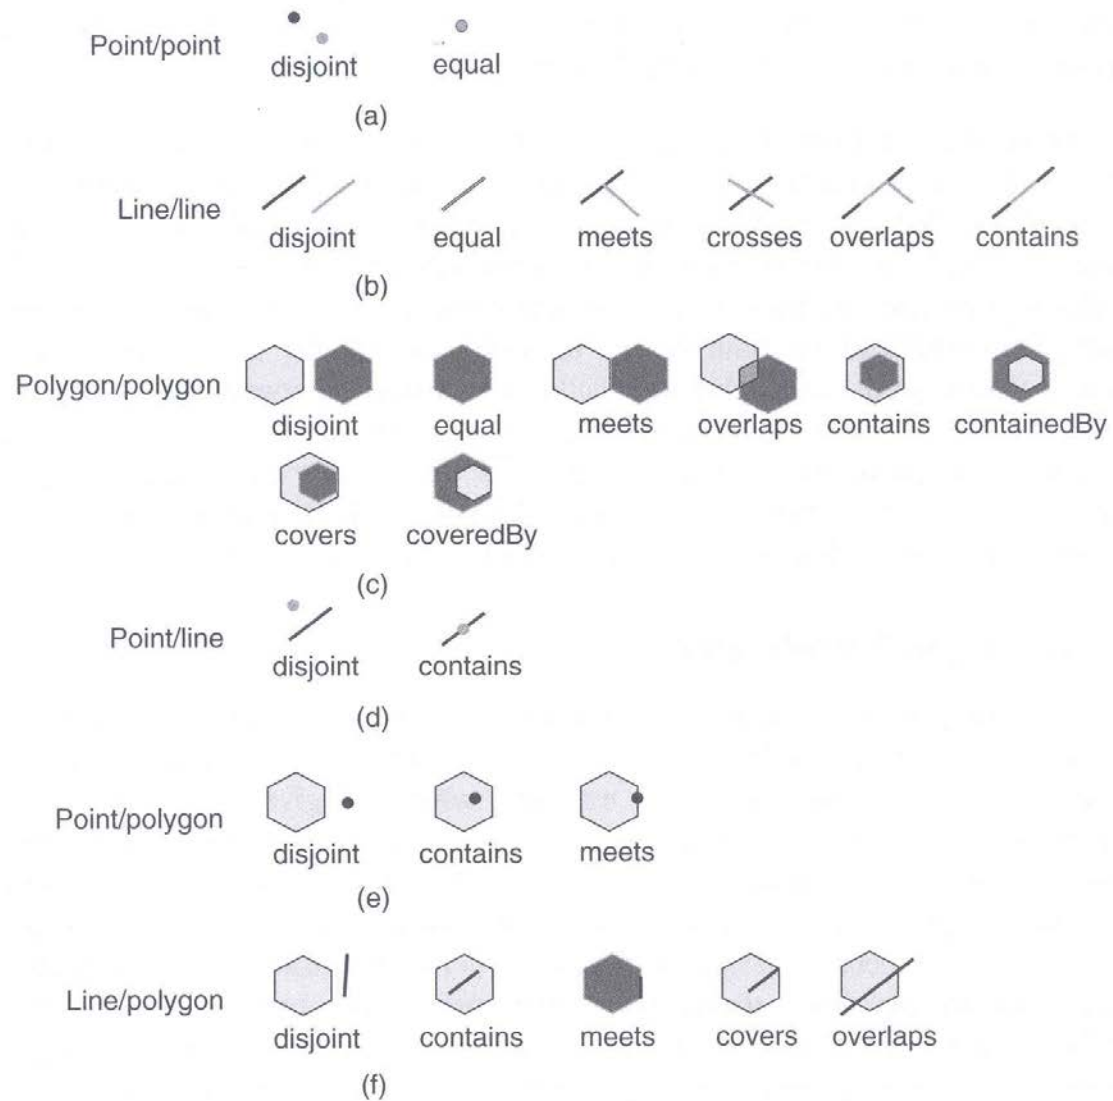 Point/point
disjoint equal
(a)
Line/line
disjoint equal meets crosses overlaps contains
(b)
Polygon/polygon
disjoint equal meets overlaps contains containedBy
covers coveredBy
(c)
Point/line
disjoint contains
(d)
Point/polygon
disjoint contains meets
(e)
Line/polygon
disjoint contains meets covers overlaps
(f)